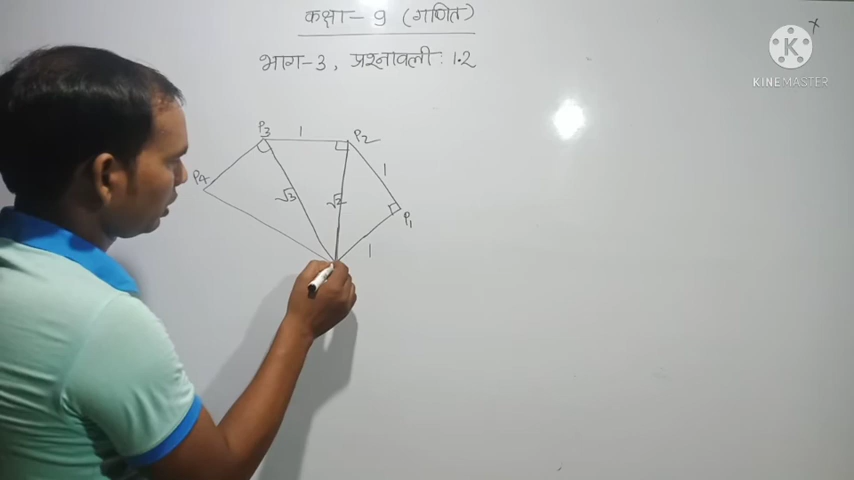 कक्षा- 9 (गणित)
भाग-3, प्रश्नावली : 1.2
K
KINEMASTER
P3
1
P2
1
P4
√3
√2
P1
1